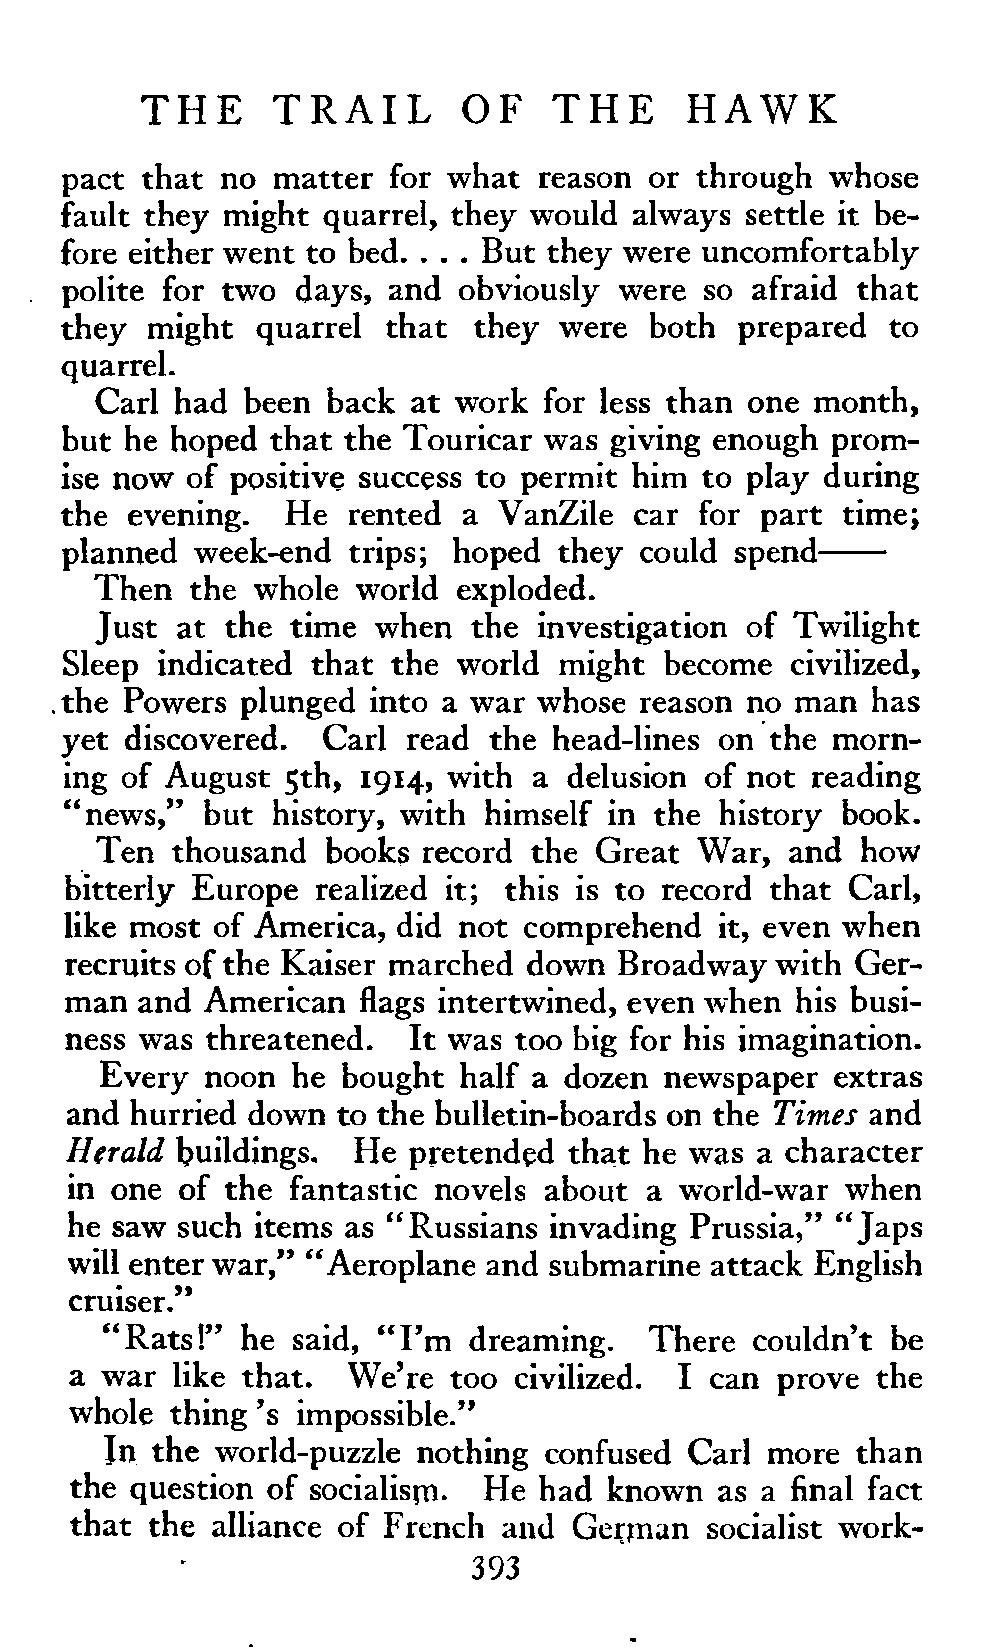 THE TRAIL OF THE HAWK
pact that no matter for what reason or through whose
fault they might quarrel, they would always settle it be-
fore either went to bed. . . . But they were uncomfortably
polite for two days, and obviously were so afraid that
they might quarrel that they were both prepared to
quarrel.
Carl had been back at work for less than one month,
but he hoped that the Touricar was giving enough prom-
ise now of positive success to permit him to play during
the evening. He rented a VanZile car for part time;
planned week-end trips; hoped they could spend——
Then the whole world exploded.
Just at the time when the investigation of Twilight
Sleep indicated that the world might become civilized,
the Powers plunged into a war whose reason no man has
yet discovered. Carl read the head-lines on the morn-
ing of August 5th, 1914, with a delusion of not reading
“news,” but history, with himself in the history book.
Ten thousand books record the Great War, and how
bitterly Europe realized it; this is to record that Carl,
like most of America, did not comprehend it, even when
recruits of the Kaiser marched down Broadway with Ger-
man and American flags intertwined, even when his busi-
ness was threatened. It was too big for his imagination.
Every noon he bought half a dozen newspaper extras
and hurried down to the bulletin-boards on the Times and
Herald buildings. He pretended that he was a character
in one of the fantastic novels about a world-war when
he saw such items as “Russians invading Prussia,” “Japs
will enter war,” “Aeroplane and submarine attack English
cruiser.”
“Rats!” he said, “I’m dreaming. There couldn’t be
a war like that. We’re too civilized. I can prove the
whole thing ’s impossible.”
In the world-puzzle nothing confused Carl more than
the question of socialism. He had known as a final fact
that the alliance of French and German socialist work-
393